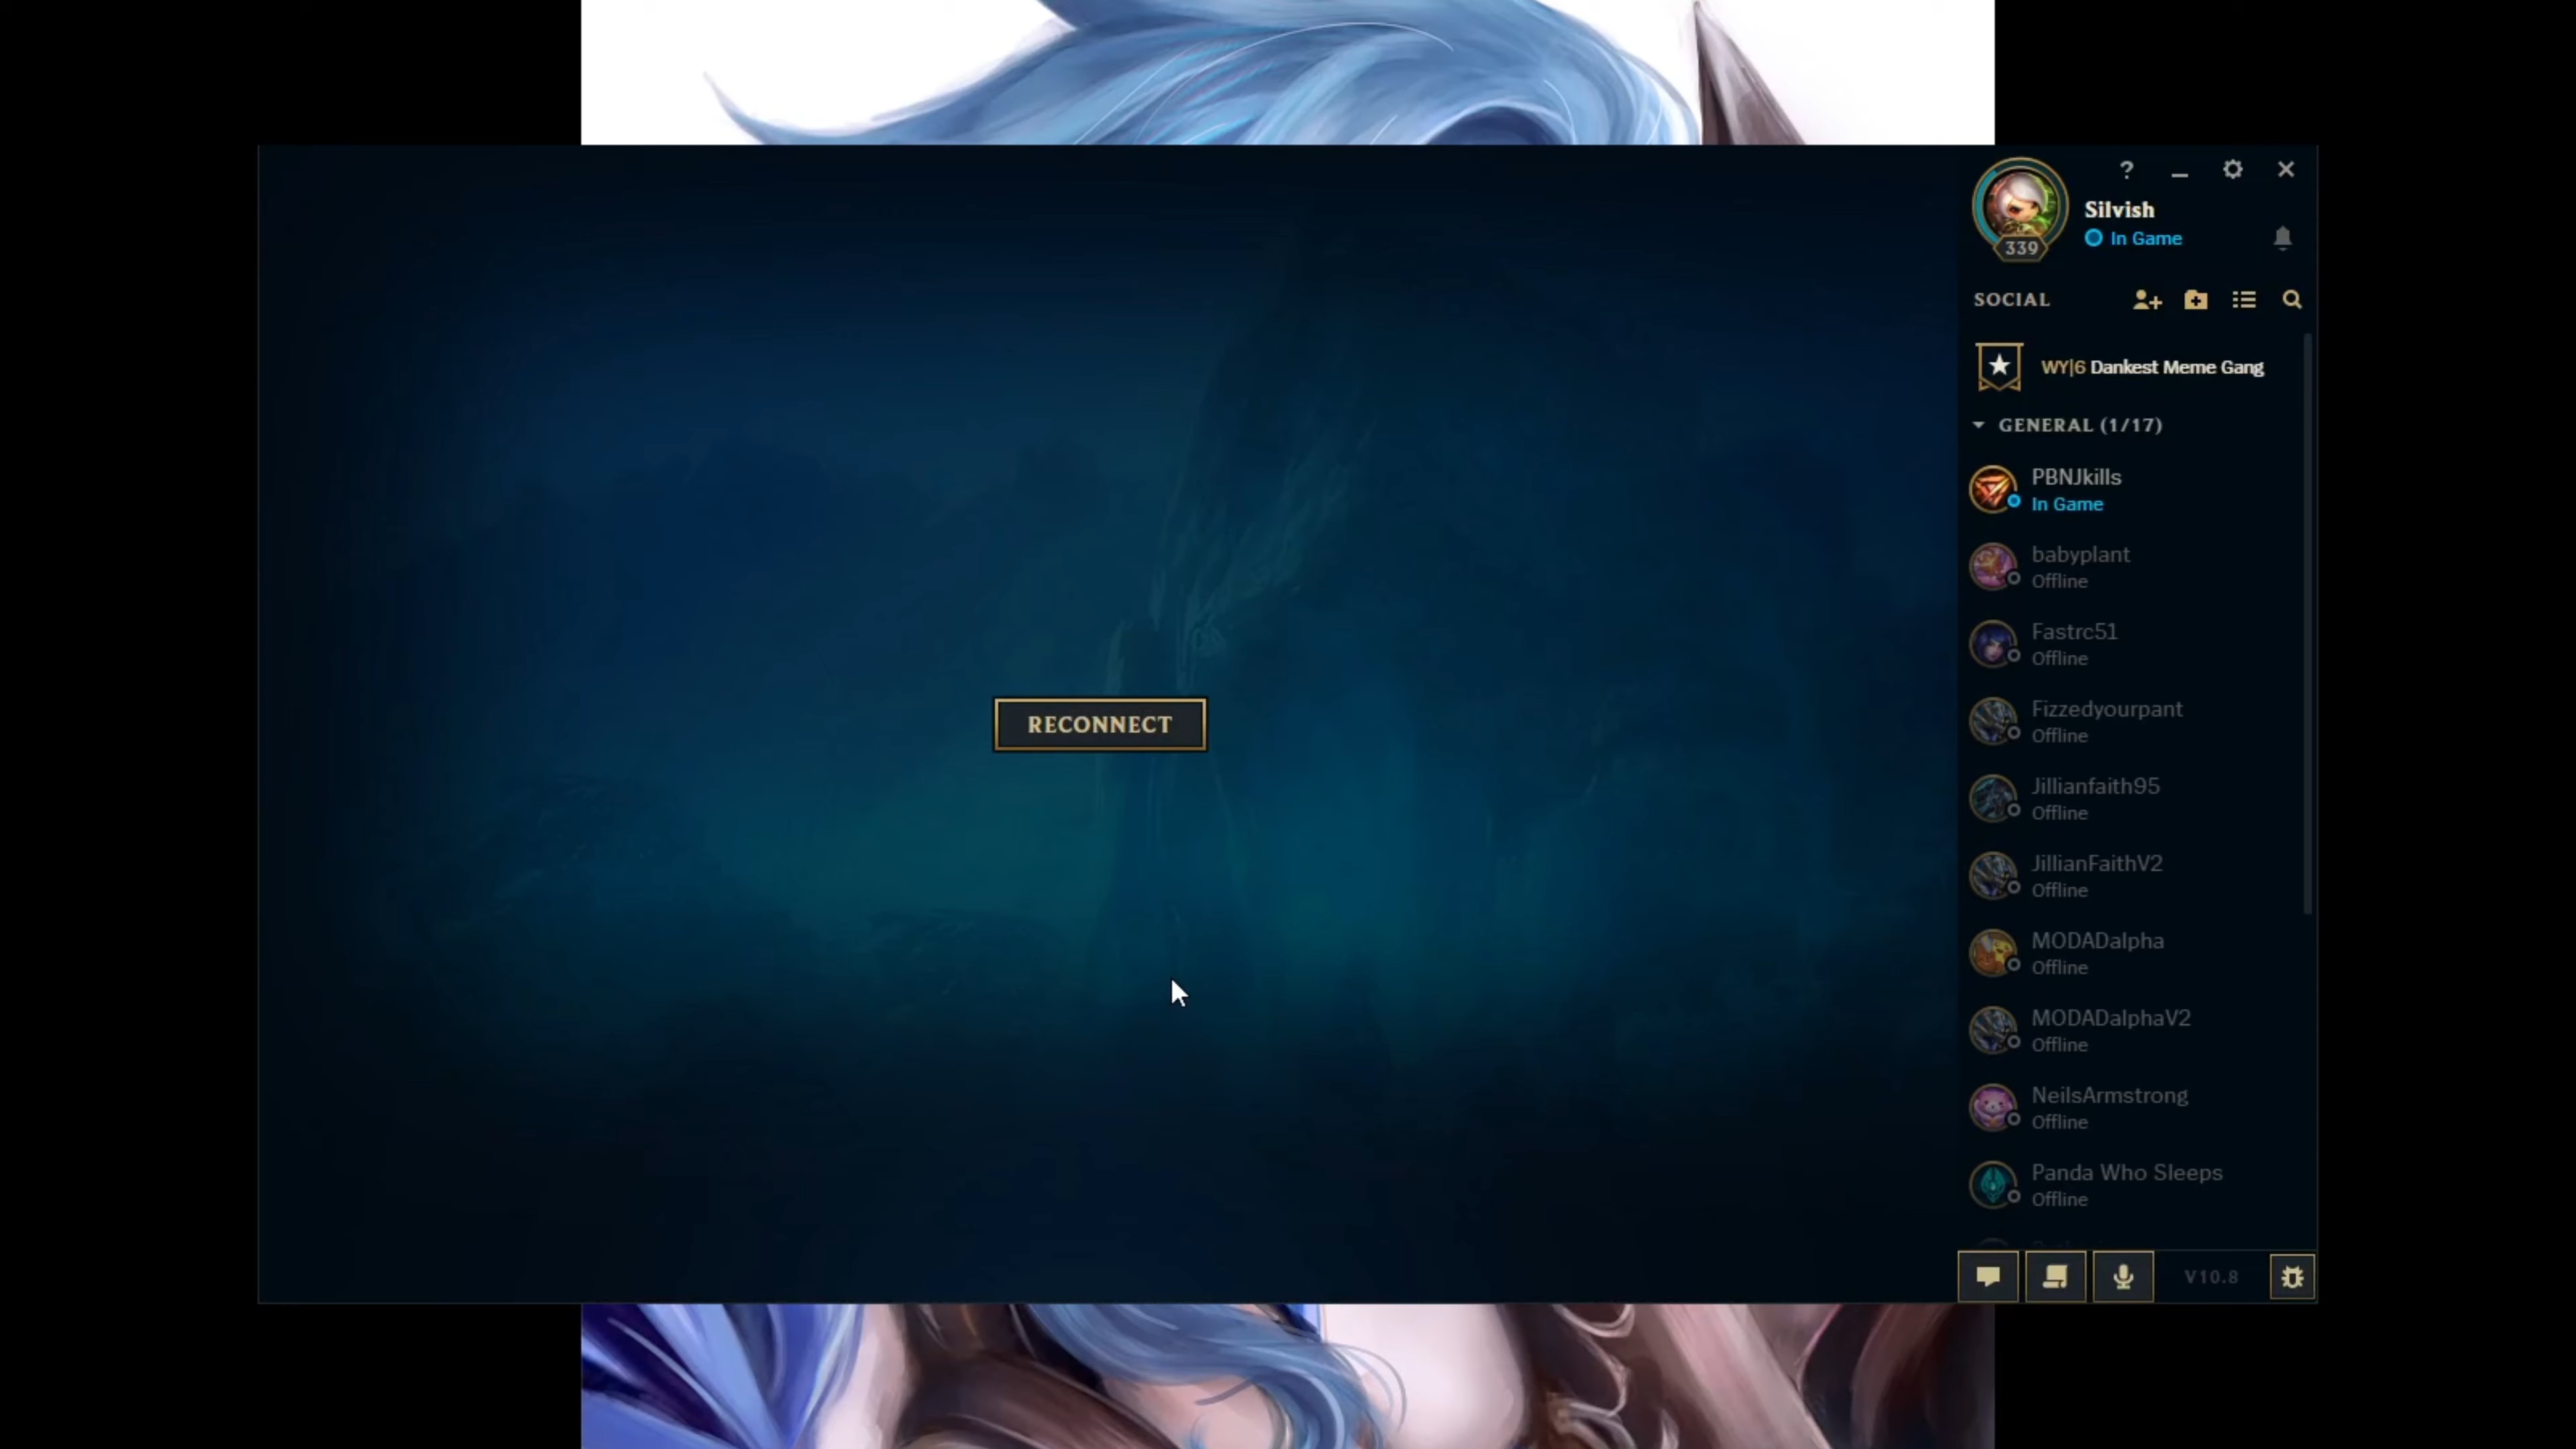 ?
Silvish
In Game
339
SOCIAL
WY|6 Dankest Meme Gang
GENERAL (1/17)
PBNJkills
In Game
babyplant
Offline
Fastrc51
Offline
Fizzedyourpant
Offline
Jillianfaith95
Offline
RECONNECT
JillianFaithV2
Offline
MODADalpha
Offline
MODADalphaV2
Offline
NeilsArmstrong
Offline
Panda Who Sleeps
Offline
V10.8